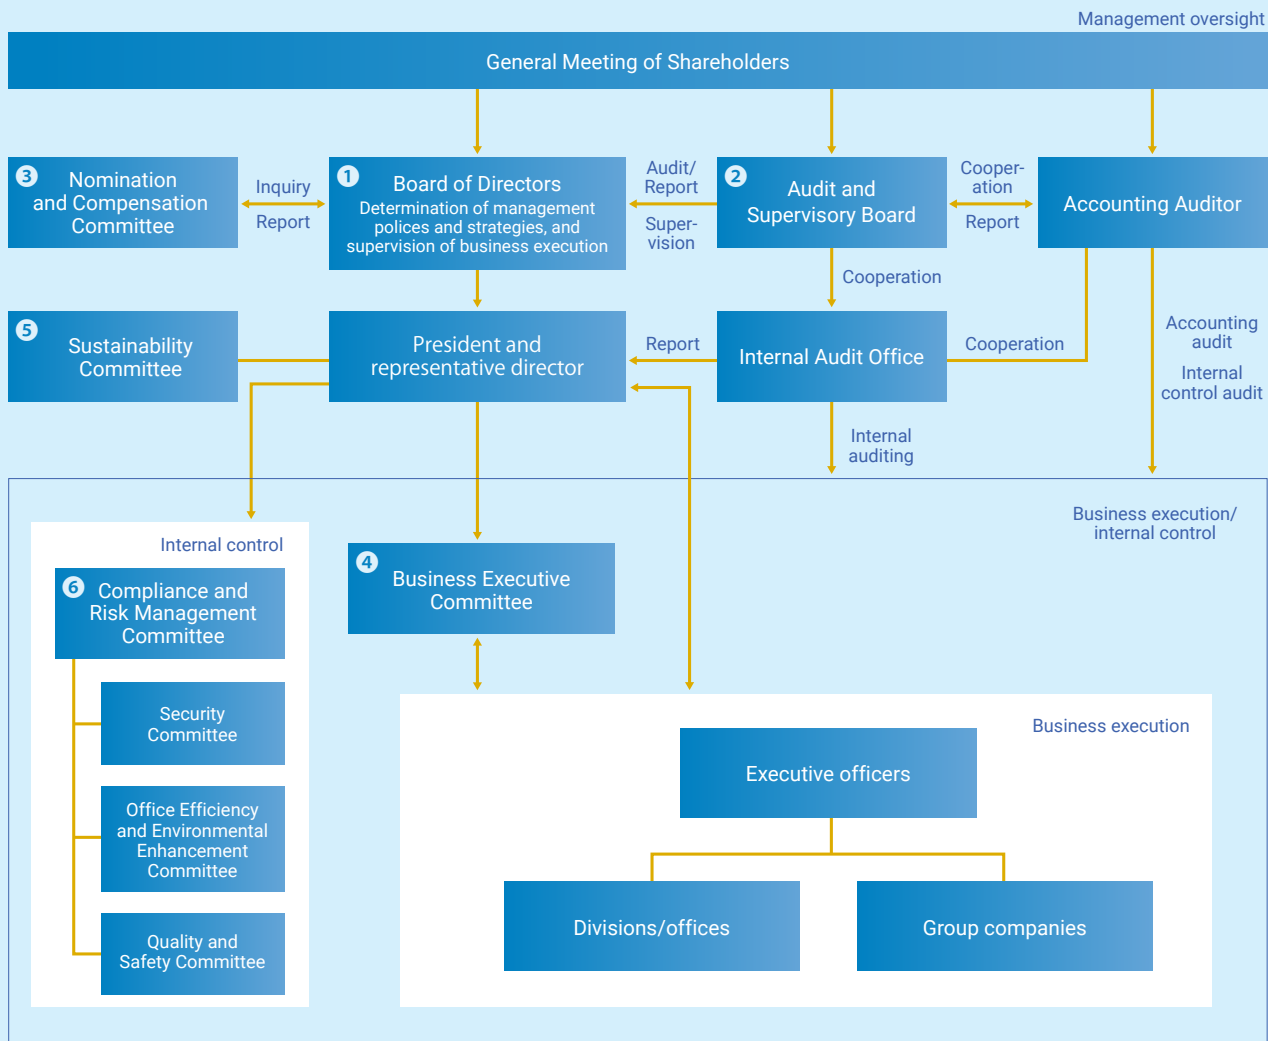 Management oversight
General Meeting of Shareholders
3
Nomination
and Compensation
Committee
Inquiry
Report
1
Board of Directors
Determination of management
polices and strategies, and
supervision of business execution
Audit/
Report
Super-
vision
2
Audit and
Supervisory Board
Cooper-
ation
Report
Accounting Auditor
Cooperation
5
Sustainability
Committee
President and
representative director
Report
Internal Audit Office
Cooperation
Accounting
audit
Internal
control audit
Internal
auditing
Business execution/
internal control
Internal control
6
Compliance and
Risk Management
Committee
4
Business Executive
Committee
Security
Committee
Office Efficiency
and Environmental
Enhancement
Committee
Quality and
Safety Committee
Business execution
Executive officers
Divisions/offices
Group companies